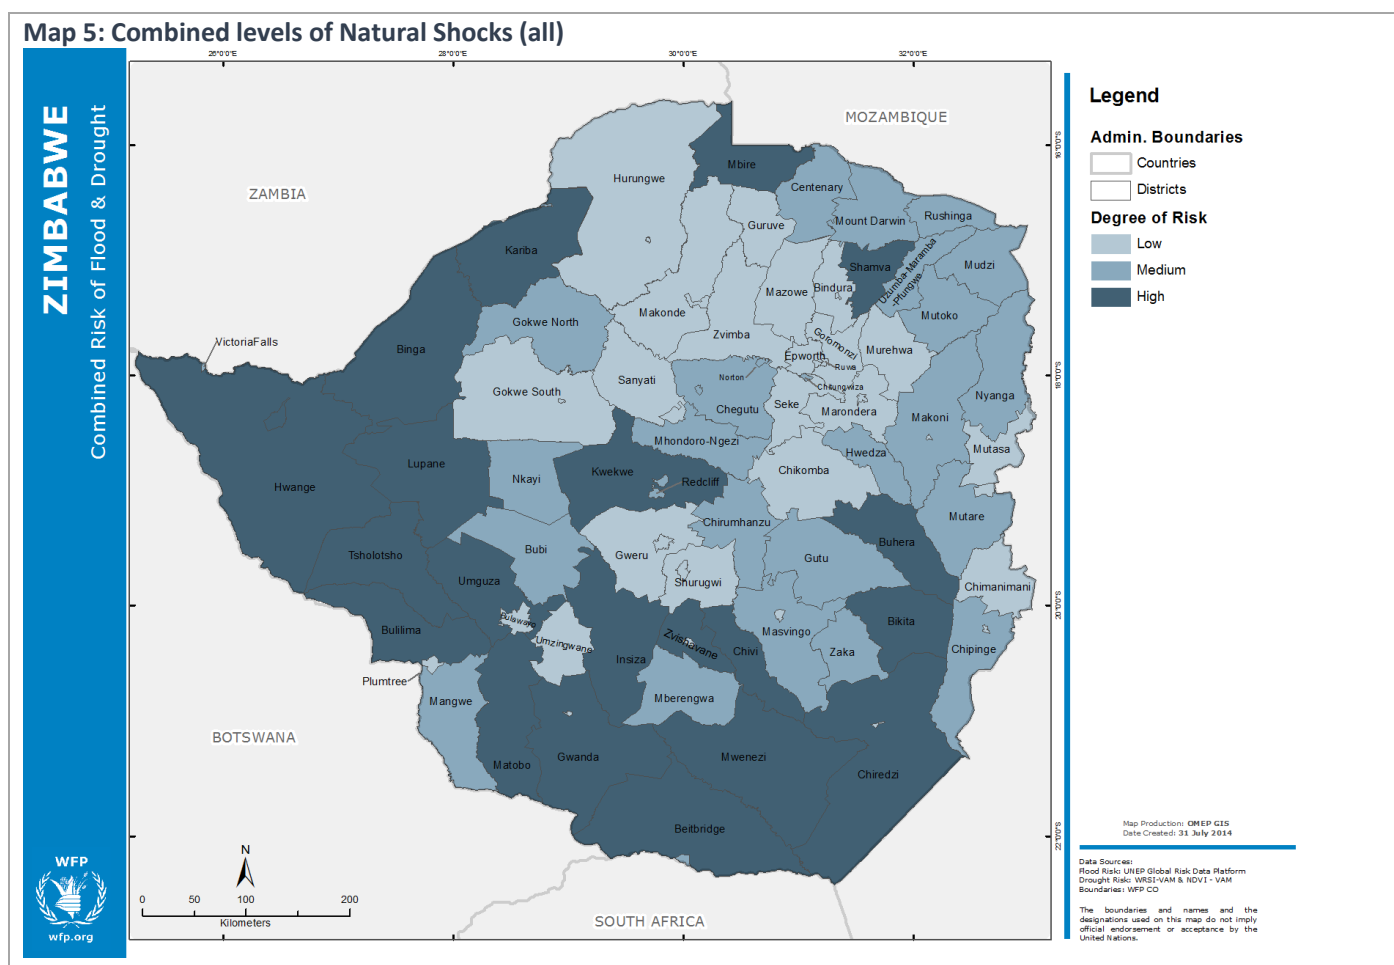 Map 5: Combined levels of Natural Shocks (all)
ZIMBABWE
Combined Risk of Flood & Drought
WFP
wfp.org
26°0'0"E
28°0'0"E
30°0'0"E
32°0'0"E
16°0'0"S
18°0'0"S
20°0'0"S
22°0'0"S
MOZAMBIQUE
ZAMBIA
BOTSWANA
SOUTH AFRICA
Mbire
Hurungwe
Centenary
Rushinga
Mount Darwin
Guruve
Kariba
Shamva
Uzumba-Maramba
-Pfungwe
Mudzi
Mazowe
Bindura
Makonde
Mutoko
Gokwe North
Zvimba
Goromonzi
VictoriaFalls
Binga
Epworth
Murehwa
Ruwa
Norton
Sanyati
Chitungwiza
Gokwe South
Nyanga
Seke
Chegutu
Marondera
Makoni
Mhondoro-Ngezi
Mutasa
Hwedza
Lupane
Kwekwe
Chikomba
Nkayi
Redcliff
Hwange
Mutare
Chirumhanzu
Buhera
Bubi
Tsholotsho
Gweru
Gutu
Umguza
Shurugwi
Chimanimani
Bulawayo
Bikita
Bulilima
Masvingo
Umzingwane
Zvishavane
Chivi
Zaka
Chipinge
Insiza
Plumtree
Mangwe
Mberengwa
Gwanda
Mwenezi
Matobo
Chiredzi
Beitbridge
N
0 50 100 200
Kilometers
Legend
Admin. Boundaries
Countries
Districts
Degree of Risk
Low
Medium
High
Map Production: OMEP GIS
Date Created: 31 July 2014
Data Sources:
Flood Risk: UNEP Global Risk Data Platform
Drought Risk: WRSI-VAM & NDVI - VAM
Boundaries: WFP CO
The boundaries and names and the
designations used on this map do not imply
official endorsement or acceptance by the
United Nations.